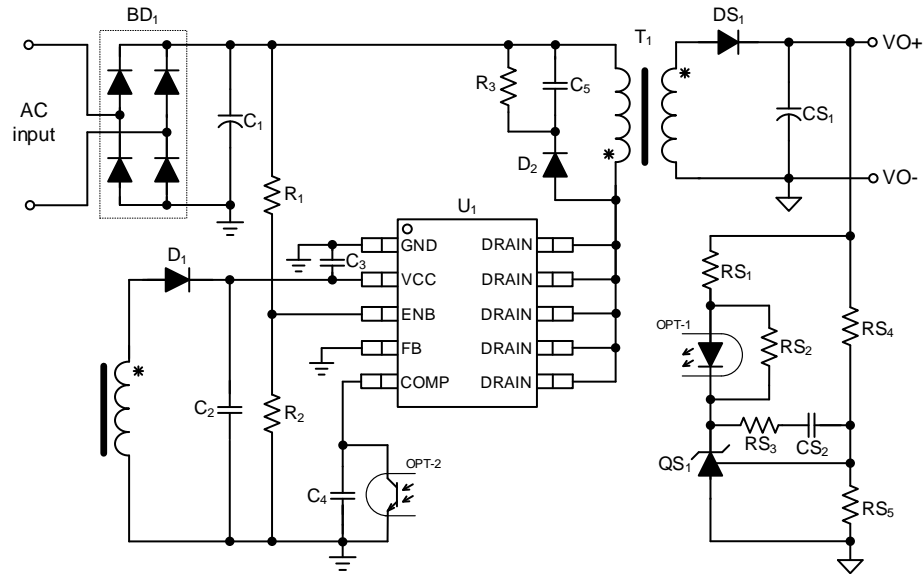 BD₁
DS₁
T₁
VO+
R₃
C₅
AC
input
C₁
CS₁
D₂
VO-
R₁
U₁
GND
DRAIN
D₁
C₃
VCC
DRAIN
RS₁
ENB
DRAIN
OPT-1
RS₂
RS₄
FB
DRAIN
COMP
DRAIN
C₂
R₂
RS₃
CS₂
OPT-2
QS₁
C₄
RS₅